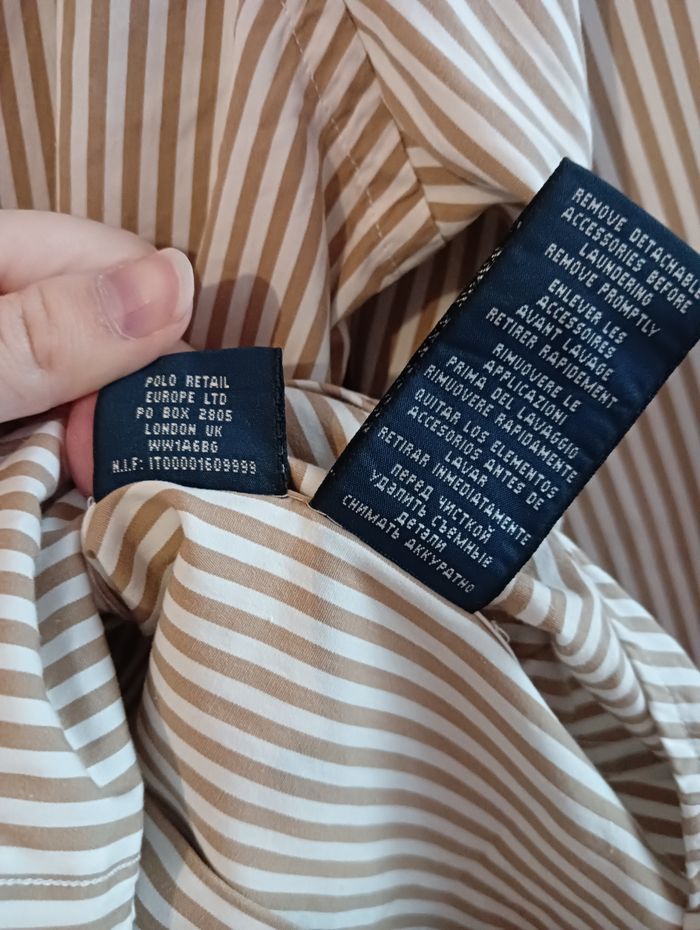 POLO RETAIL
EUROPE LTD
PO BOX 2805
LONDON UK
WW1A6BG
N.I.F: IT00001609999
REMOVE DETACHABLE
ACCESSORIES BEFORE
LAUNDERING
REMOVE PROMPTLY
ENLEVER LES
ACCESSOIRES
AVANT LAVAGE
RETIRER RAPIDEMENT
RIMUOVERE LE
APPLICAZIONI
PRIMA DEL LAVAGGIO
RIMUOVERE RAPIDAMENTE
QUITAR LOS ELEMENTOS
ACCESORIOS ANTES DE
LAVAR
RETIRAR INMEDIATAMENTE
ПЕРЕД ЧИСТКОЙ
УДАЛИТЬ СЪЕМНЫЕ
ДЕТАЛИ
СНИМАТЬ АККУРАТНО